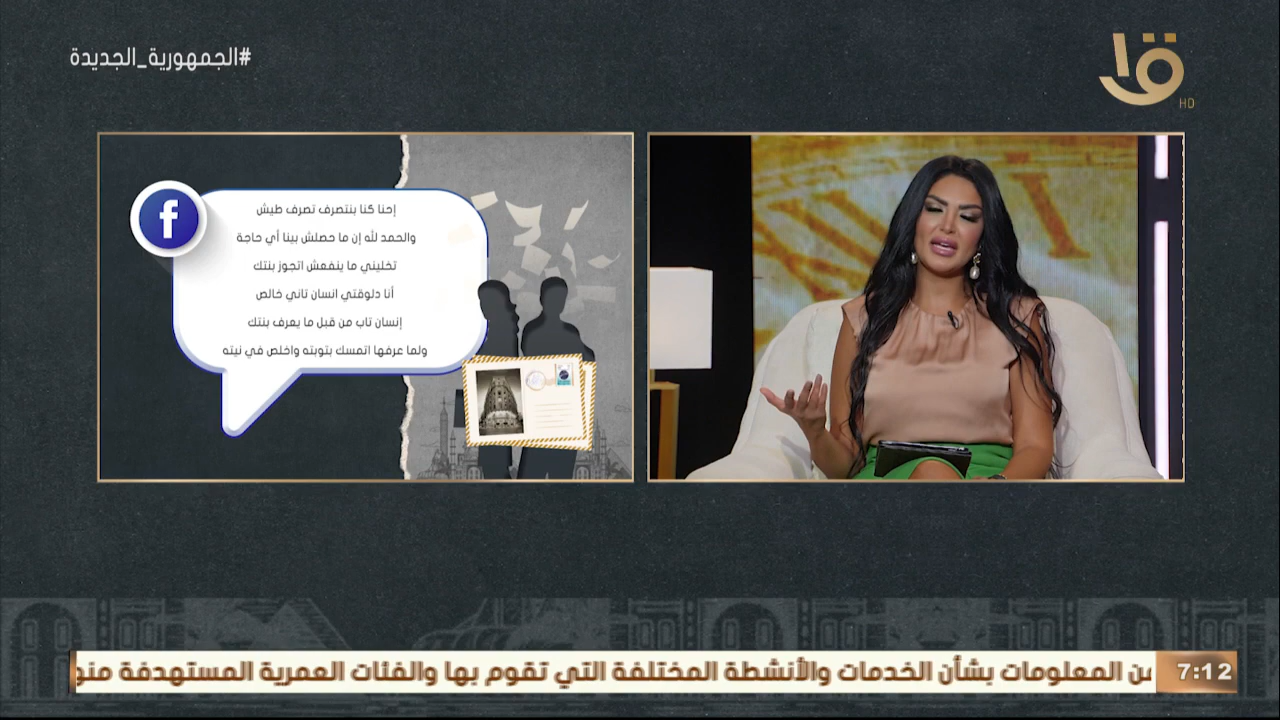 #الجمهورية_الجديدة
HD
إحنا كنا بنتصرف تصرف طيش
والحمد لله إن ما حصلش بينا أي حاجة
تخليني ما ينفعش اتجوز بنتك
أنا دلوقتي انسان تاني خالص
إنسان تاب من قبل ما يعرف بنتك
ولما عرفها اتمسك بتوبته واخلص في نيته
7:12
المعلومات بشأن الخدمات والأنشطة المختلفة التي تقوم بها والفئات العمرية المستهدفة